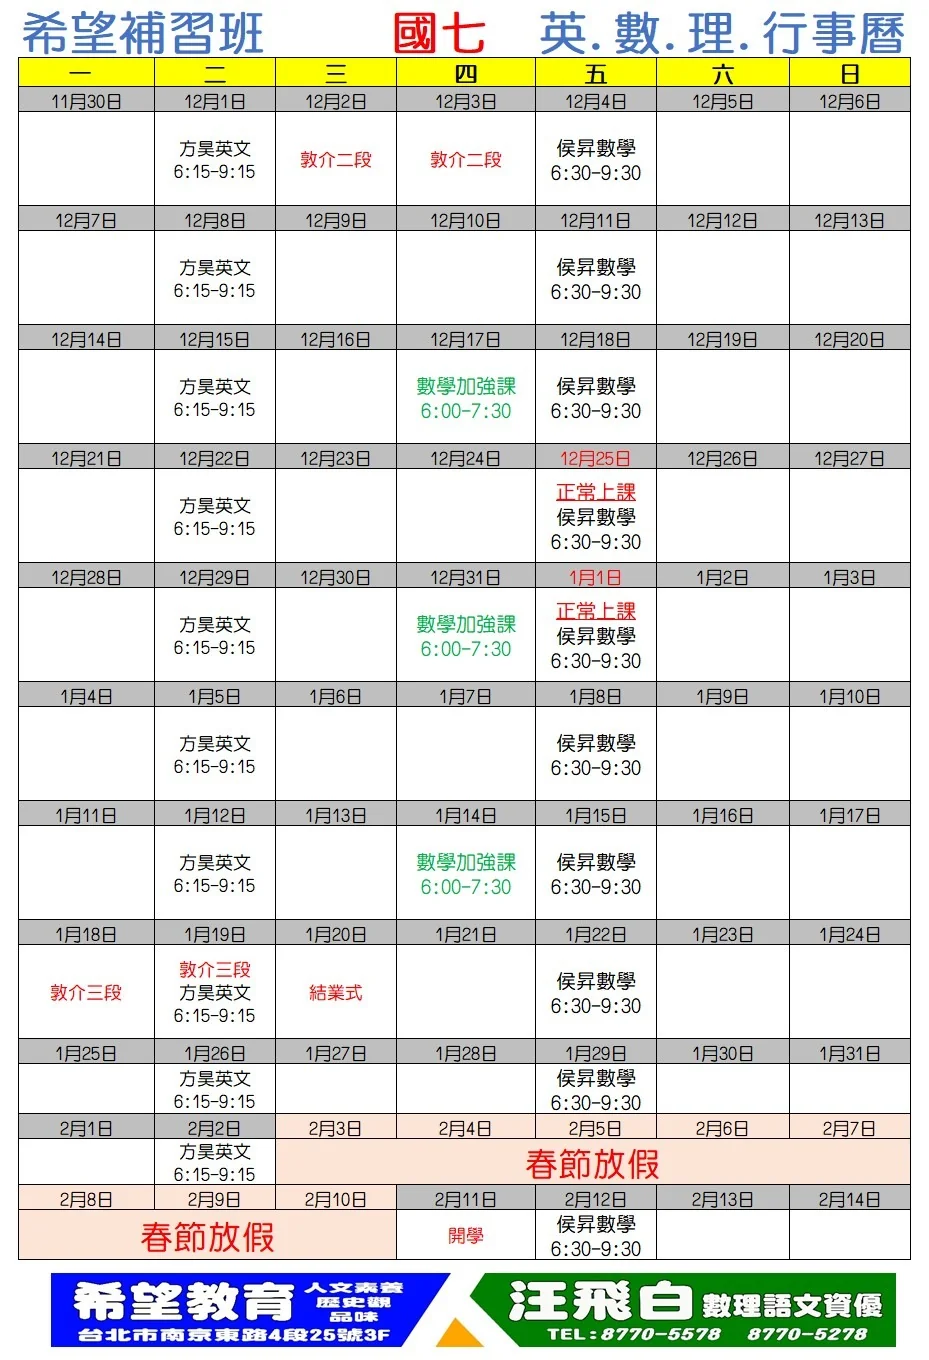 希望補習班 國七 英.數.理.行事曆
一 二 三 四 五 六 日
11月30日 12月1日 12月2日 12月3日 12月4日 12月5日 12月6日
方昊英文
6:15-9:15
敦介二段
敦介二段
侯昇數學
6:30-9:30
12月7日 12月8日 12月9日 12月10日 12月11日 12月12日 12月13日
方昊英文
6:15-9:15
侯昇數學
6:30-9:30
12月14日 12月15日 12月16日 12月17日 12月18日 12月19日 12月20日
方昊英文
6:15-9:15
數學加強課
6:00-7:30
侯昇數學
6:30-9:30
12月21日 12月22日 12月23日 12月24日 12月25日 12月26日 12月27日
方昊英文
6:15-9:15
正常上課
侯昇數學
6:30-9:30
12月28日 12月29日 12月30日 12月31日 1月1日 1月2日 1月3日
方昊英文
6:15-9:15
數學加強課
6:00-7:30
正常上課
侯昇數學
6:30-9:30
1月4日 1月5日 1月6日 1月7日 1月8日 1月9日 1月10日
方昊英文
6:15-9:15
侯昇數學
6:30-9:30
1月11日 1月12日 1月13日 1月14日 1月15日 1月16日 1月17日
方昊英文
6:15-9:15
數學加強課
6:00-7:30
侯昇數學
6:30-9:30
1月18日 1月19日 1月20日 1月21日 1月22日 1月23日 1月24日
敦介三段
敦介三段
方昊英文
6:15-9:15
結業式
侯昇數學
6:30-9:30
1月25日 1月26日 1月27日 1月28日 1月29日 1月30日 1月31日
方昊英文
6:15-9:15
侯昇數學
6:30-9:30
2月1日 2月2日 2月3日 2月4日 2月5日 2月6日 2月7日
方昊英文
6:15-9:15
春節放假
2月8日 2月9日 2月10日 2月11日 2月12日 2月13日 2月14日
春節放假
開學
侯昇數學
6:30-9:30
希望教育
人文素養
歷史觀
品味
台北市南京東路4段25號3F
汪飛白 數理語文資優
TEL:8770-5578 8770-5278